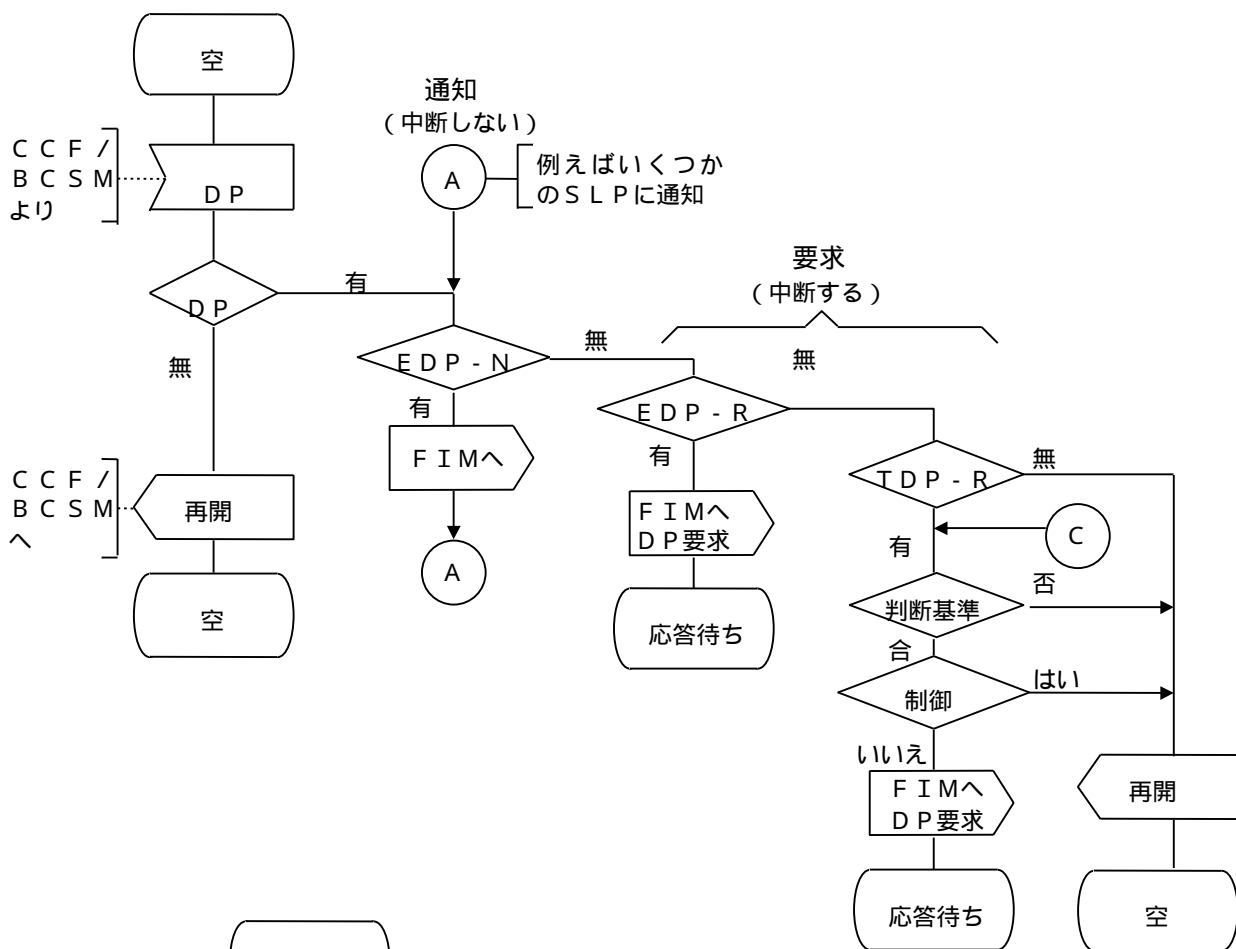 空
通知
（中断しない）
ＣＣＦ/
ＢＣＳＭ
より
ＤＰ
Ａ
例えばいくつか
のＳＬＰに通知
要求
（中断する）
ＤＰ
有
無
ＥＤＰ-Ｎ
無
有
ＦＩＭへ
Ａ
無
ＥＤＰ-Ｒ
有
ＦＩＭへ
ＤＰ要求
応答待ち
ＴＤＰ-Ｒ
無
有
Ｃ
判断基準
否
合
制御
はい
いいえ
ＦＩＭへ
ＤＰ要求
応答待ち
再開
空
ＣＣＦ/
ＢＣＳＭ
へ
再開
空